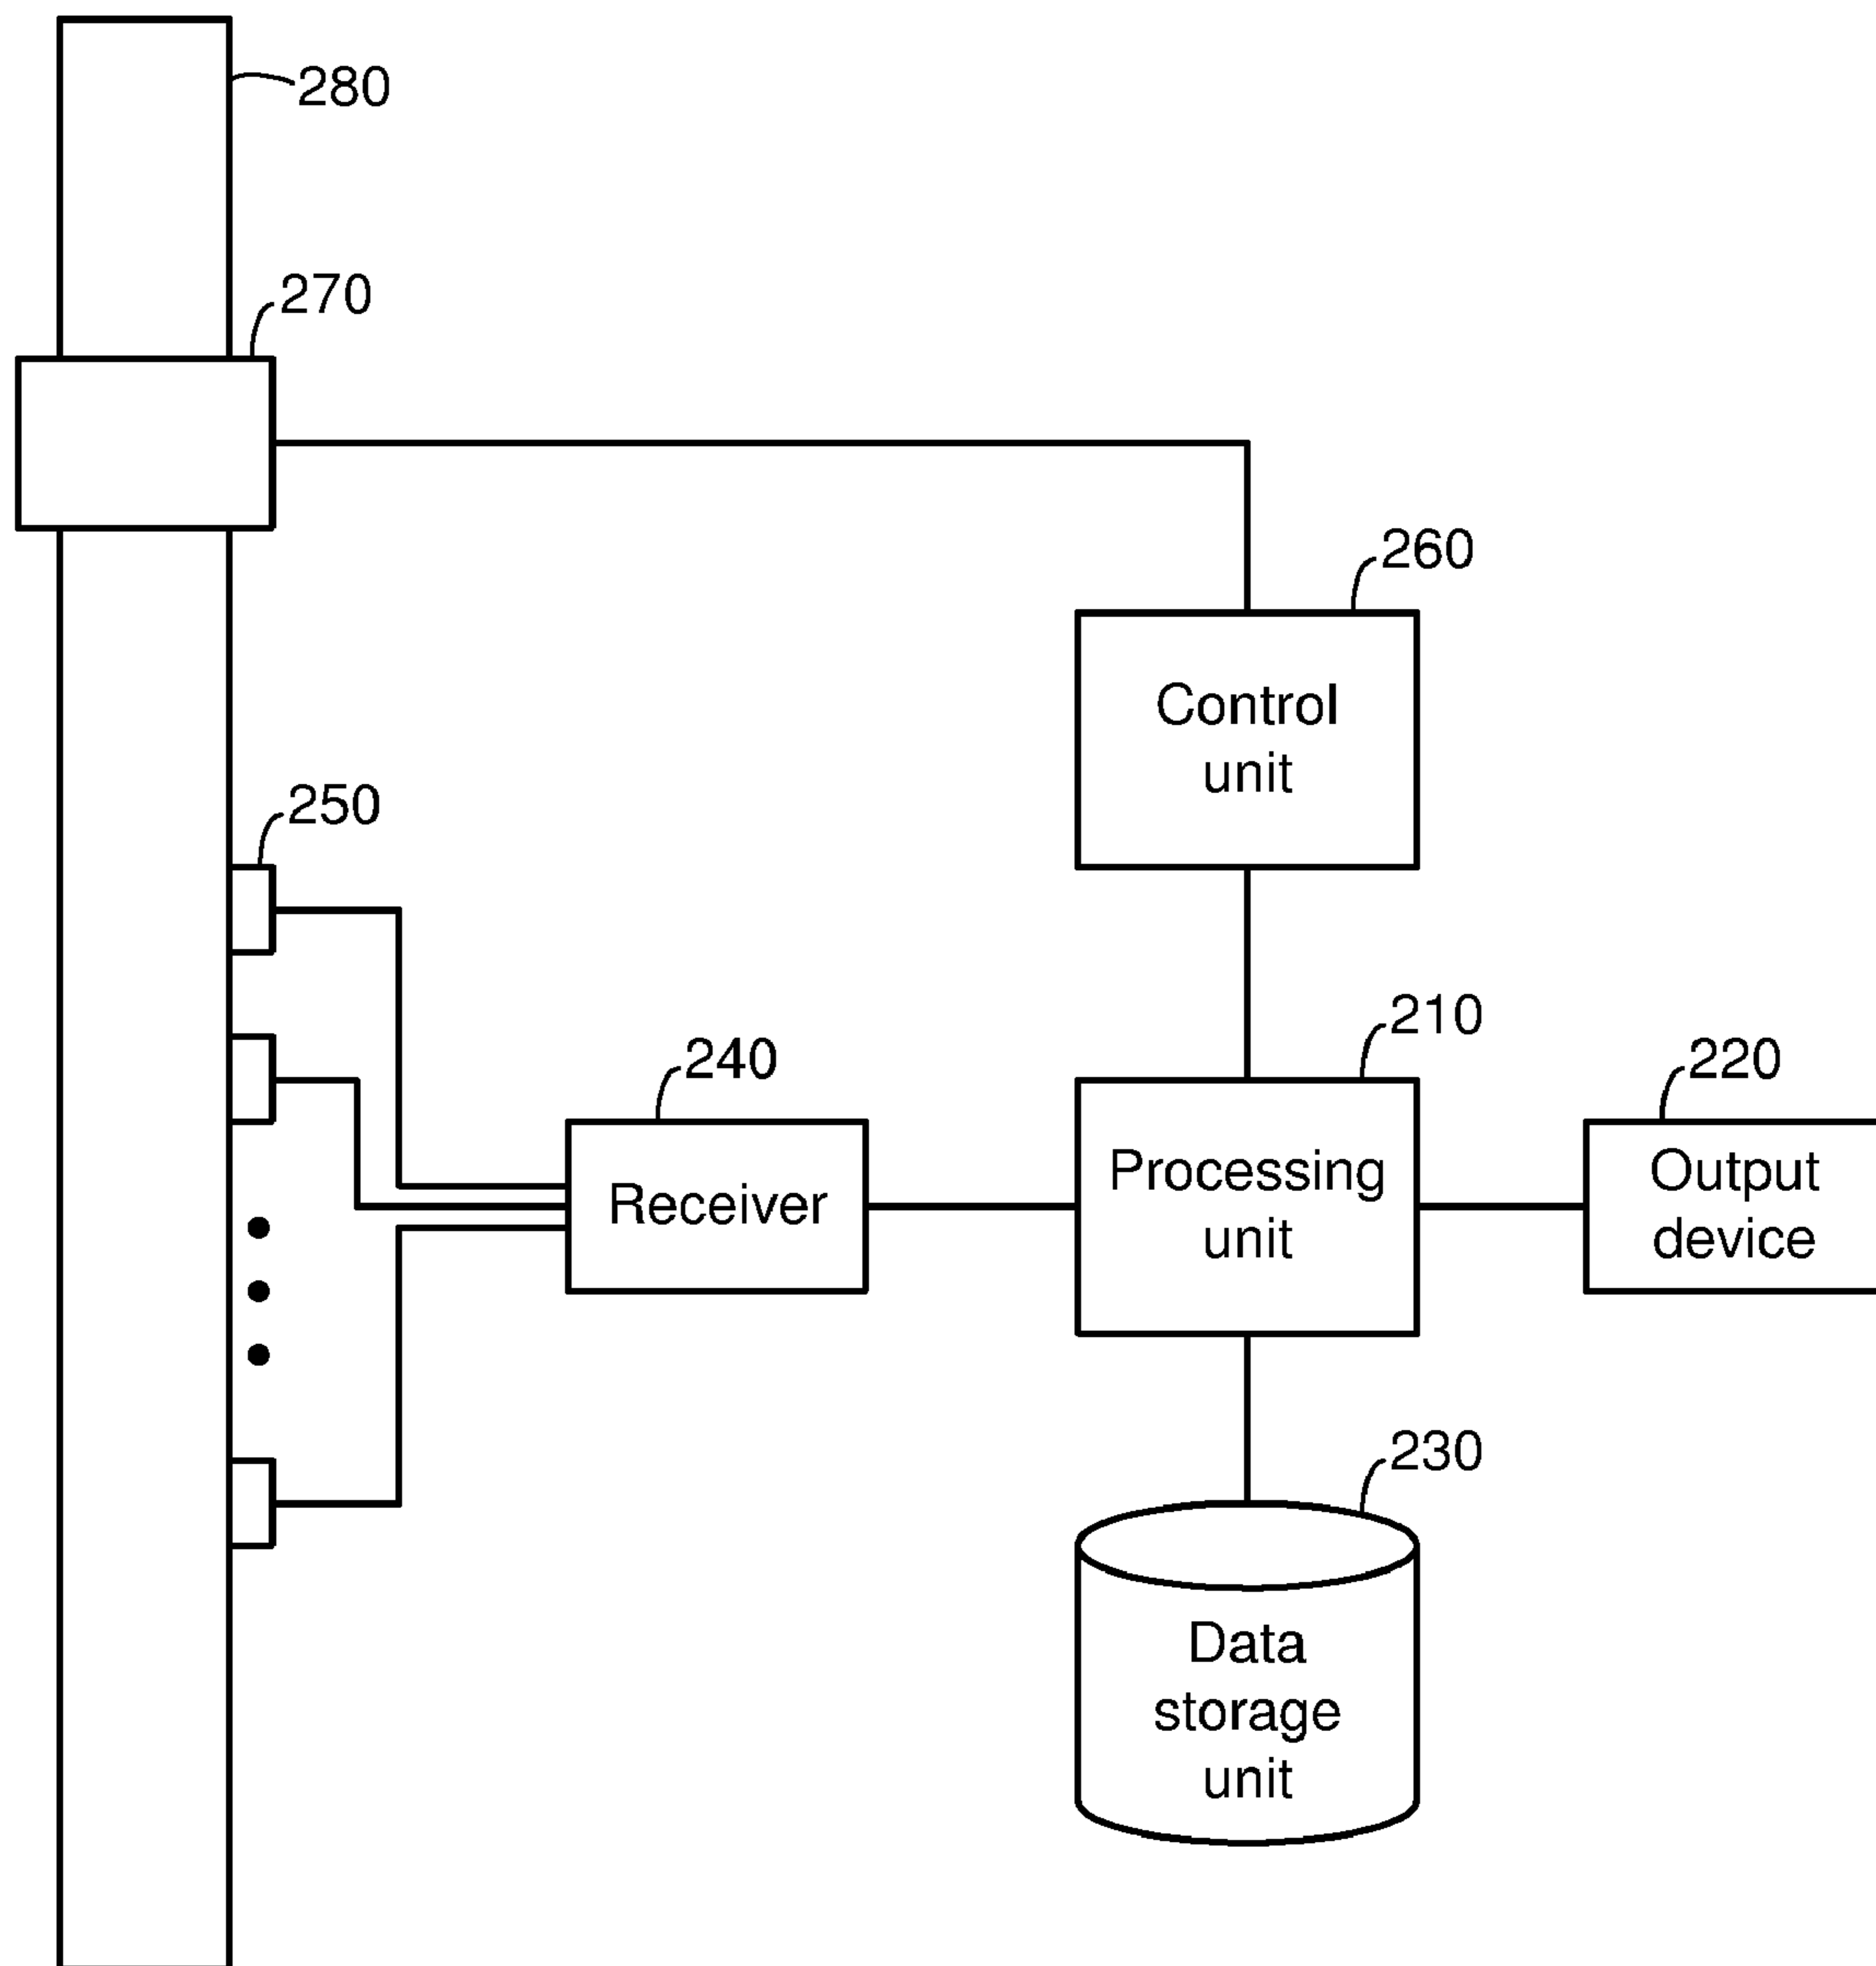 280
270
260
Control
unit
250
210
240
220
Processing
unit
Output
device
Receiver
230
Data
storage
unit